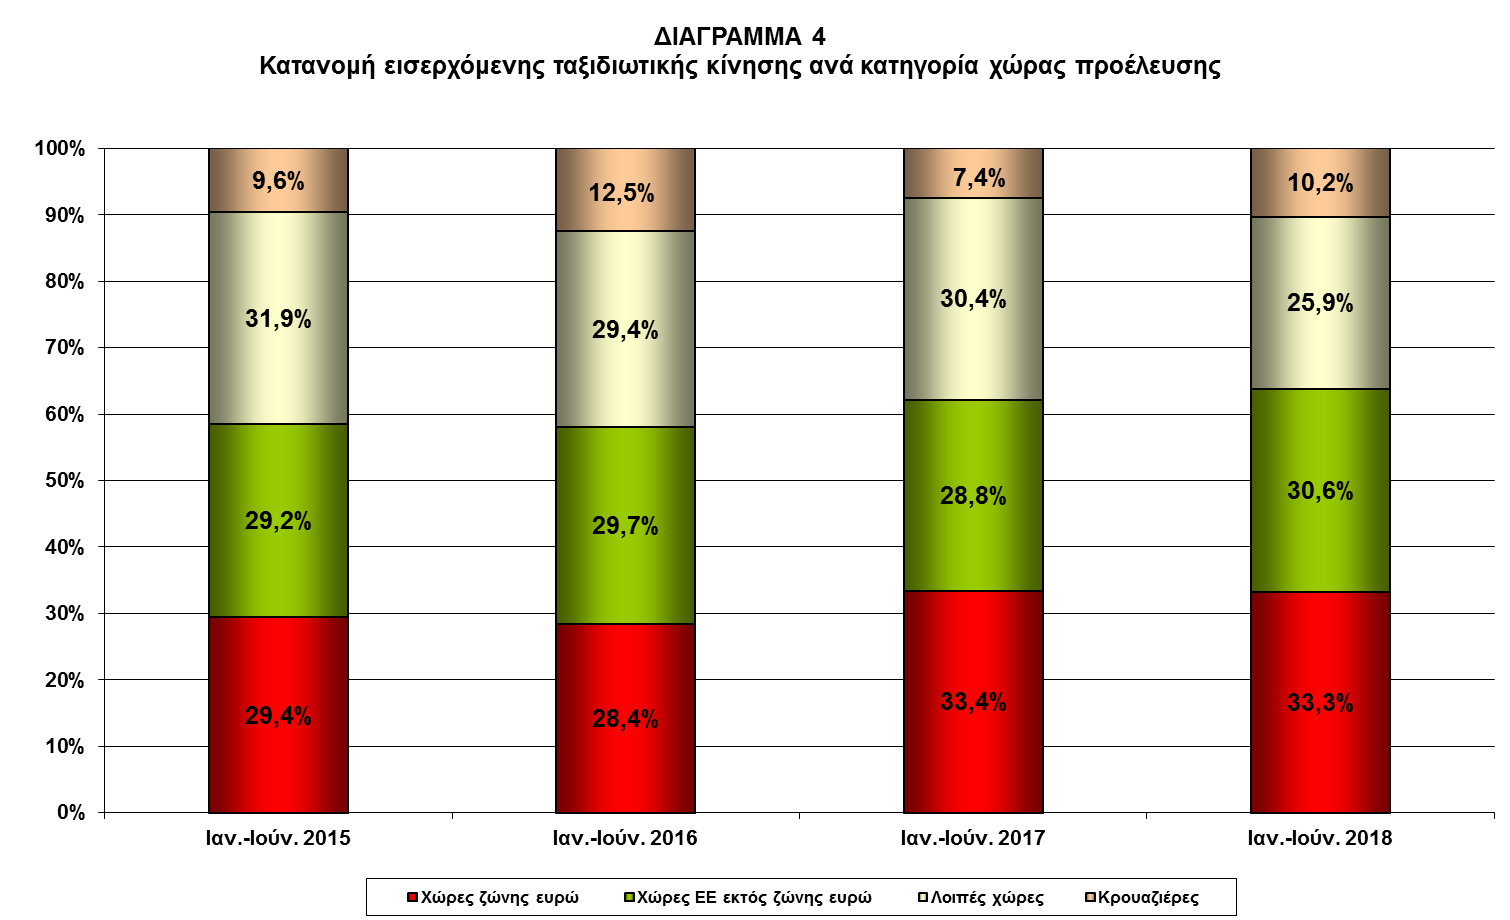 ΔΙΑΓΡΑΜΜΑ 4
Κατανομή εισερχόμενης ταξιδιωτικής κίνησης ανά κατηγορία χώρας προέλευσης
100%
90%
80%
70%
60%
50%
40%
30%
20%
10%
0%
9,6% 12,5% 7,4% 10,2%
31,9% 29,4% 30,4% 25,9%
29,2% 29,7% 28,8% 30,6%
29,4% 28,4% 33,4% 33,3%
Ιαν.-Ιούν. 2015 Ιαν.-Ιούν. 2016 Ιαν.-Ιούν. 2017 Ιαν.-Ιούν. 2018
Χώρες ζώνης ευρώ Χώρες ΕΕ εκτός ζώνης ευρώ Λοιπές χώρες Κρουαζιέρες